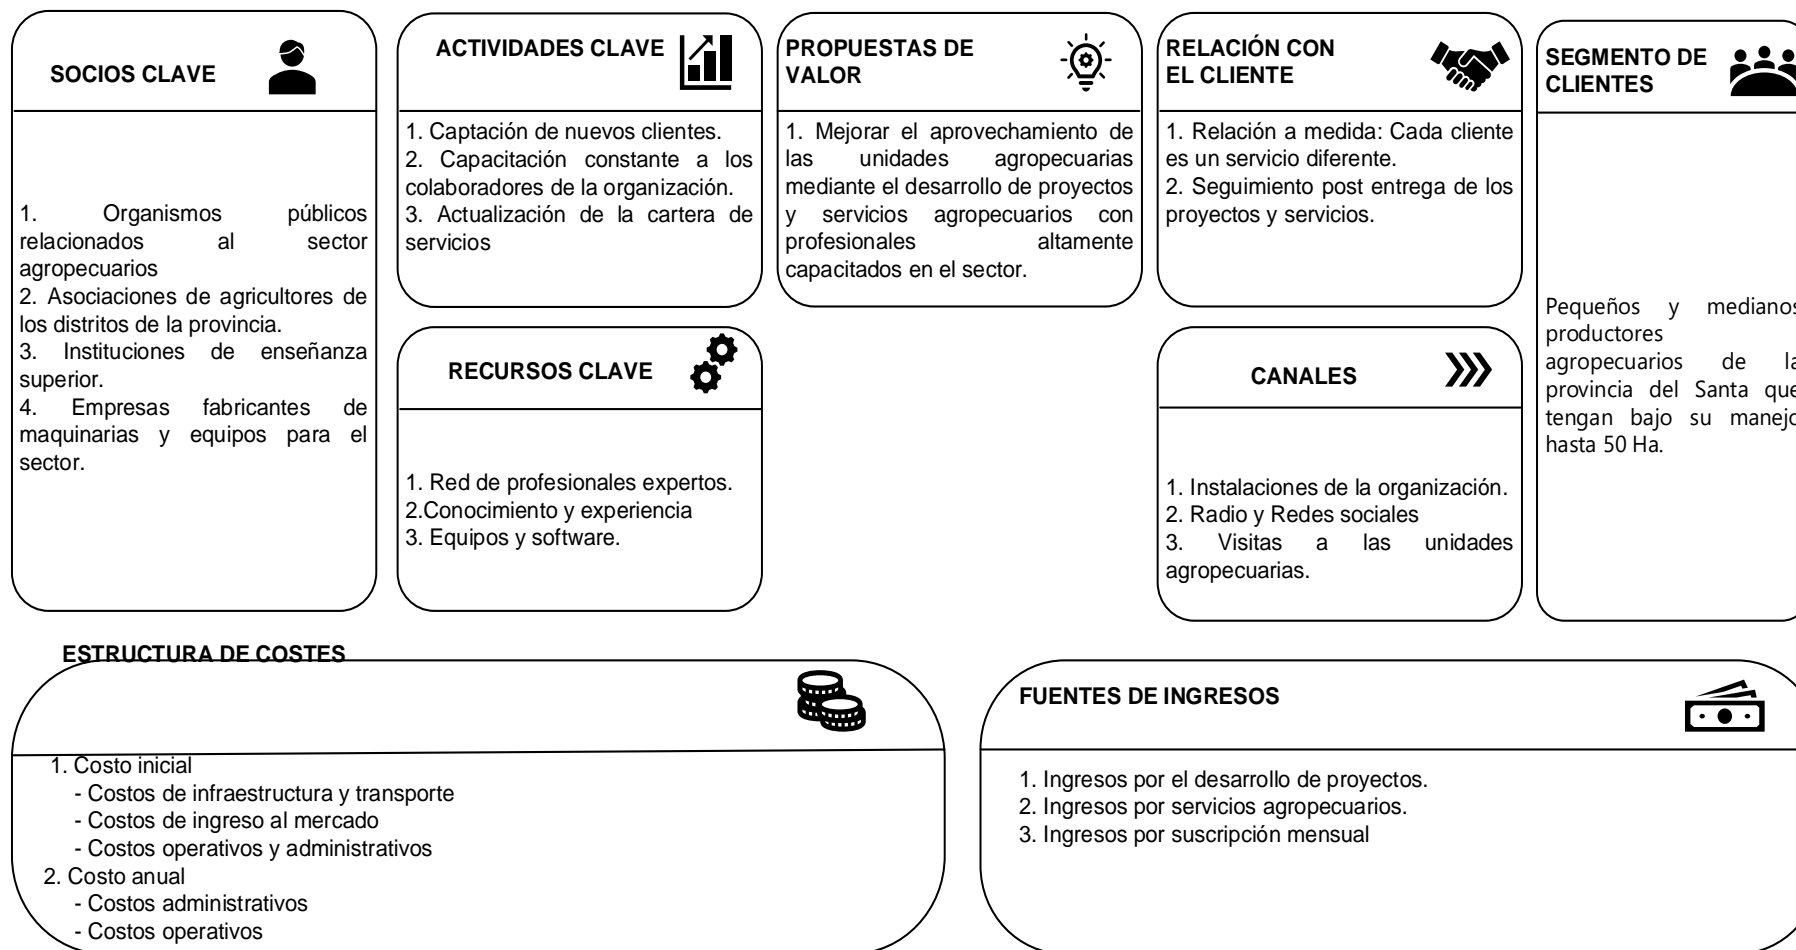 SOCIOS CLAVE
1. Organismos públicos
relacionados al sector
agropecuarios
2. Asociaciones de agricultores de
los distritos de la provincia.
3. Instituciones de enseñanza
superior.
4. Empresas fabricantes de
maquinarias y equipos para el
sector.
ACTIVIDADES CLAVE
1. Captación de nuevos clientes.
2. Capacitación constante a los
colaboradores de la organización.
3. Actualización de la cartera de
servicios
RECURSOS CLAVE
1. Red de profesionales expertos.
2.Conocimiento y experiencia
3. Equipos y software.
PROPUESTAS DE
VALOR
1. Mejorar el aprovechamiento de
las unidades agropecuarias
mediante el desarrollo de proyectos
y servicios agropecuarios con
profesionales altamente
capacitados en el sector.
RELACIÓN CON
EL CLIENTE
1. Relación a medida: Cada cliente
es un servicio diferente.
2. Seguimiento post entrega de los
proyectos y servicios.
CANALES
1. Instalaciones de la organización.
2. Radio y Redes sociales
3. Visitas a las unidades
agropecuarias.
SEGMENTO DE
CLIENTES
Pequeños y medianos
productores
agropecuarios de la
provincia del Santa que
tengan bajo su manejo
hasta 50 Ha.
ESTRUCTURA DE COSTES
1. Costo inicial
- Costos de infraestructura y transporte
- Costos de ingreso al mercado
- Costos operativos y administrativos
2. Costo anual
- Costos administrativos
- Costos operativos
FUENTES DE INGRESOS
1. Ingresos por el desarrollo de proyectos.
2. Ingresos por servicios agropecuarios.
3. Ingresos por suscripción mensual